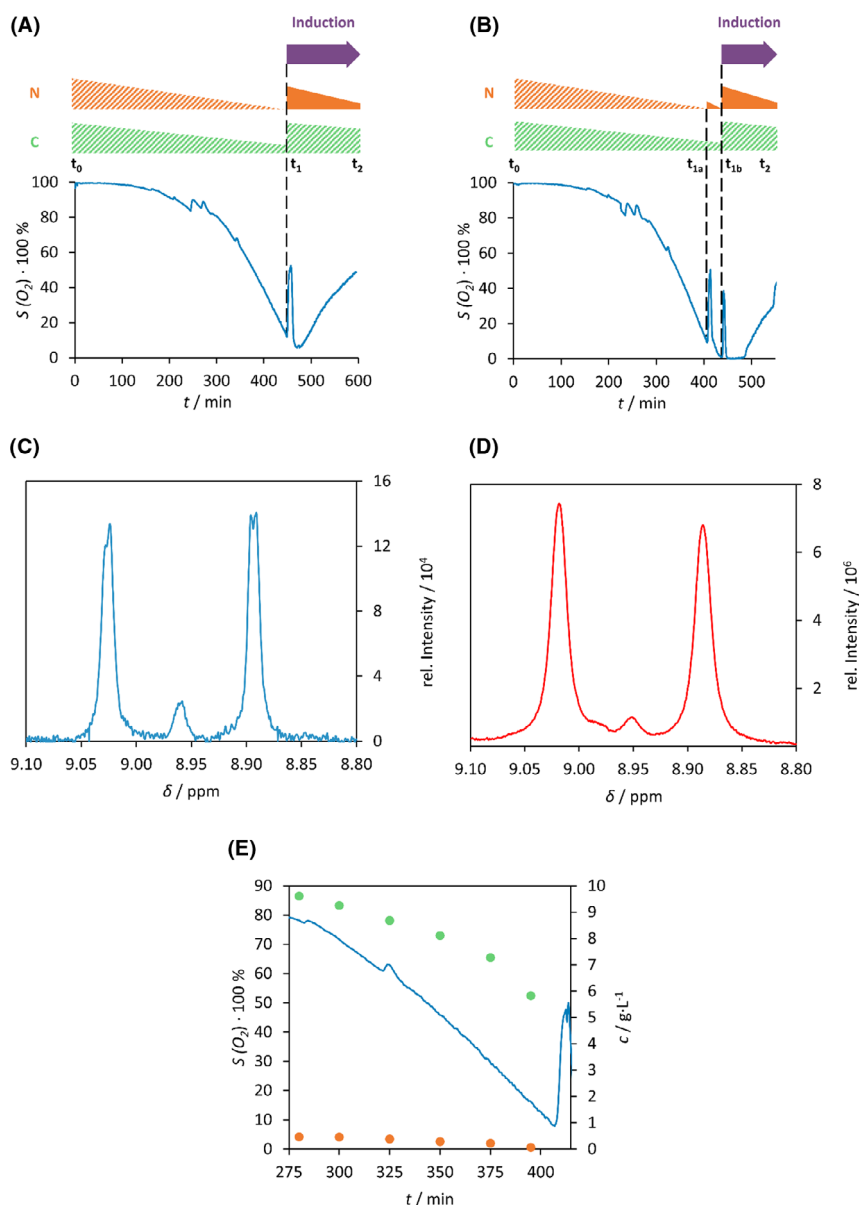 (A)
Induction
N
C
t0
t1
t2
100
80
60
40
20
0
S (O2) · 100 %
0 100 200 300 400 500 600
t / min
(B)
Induction
N
C
t0
t1a
t1b
t2
100
80
60
40
20
0
S (O2) · 100 %
0 100 200 300 400 500
t / min
(C)
16
12
8
4
0
rel. Intensity / 10^4
9.10 9.05 9.00 8.95 8.90 8.85 8.80
δ / ppm
(D)
8
6
4
2
rel. Intensity / 10^6
9.10 9.05 9.00 8.95 8.90 8.85 8.80
δ / ppm
(E)
90
80
70
60
50
40
30
20
10
0
S (O2) · 100 %
10
9
8
7
6
5
4
3
2
1
0
c / g·L-1
275 300 325 350 375 400
t / min